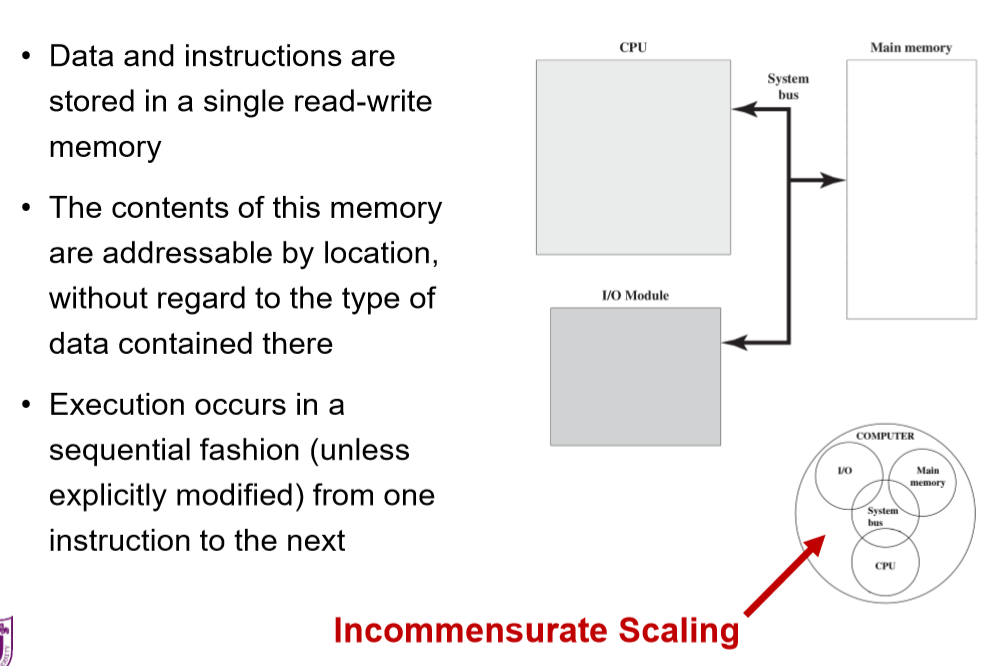 • Data and instructions are
stored in a single read-write
memory
• The contents of this memory
are addressable by location,
without regard to the type of
data contained there
• Execution occurs in a
sequential fashion (unless
explicitly modified) from one
instruction to the next
CPU
System
bus
Main memory
I/O Module
COMPUTER
I/O
Main
memory
System
bus
CPU
Incommensurate Scaling